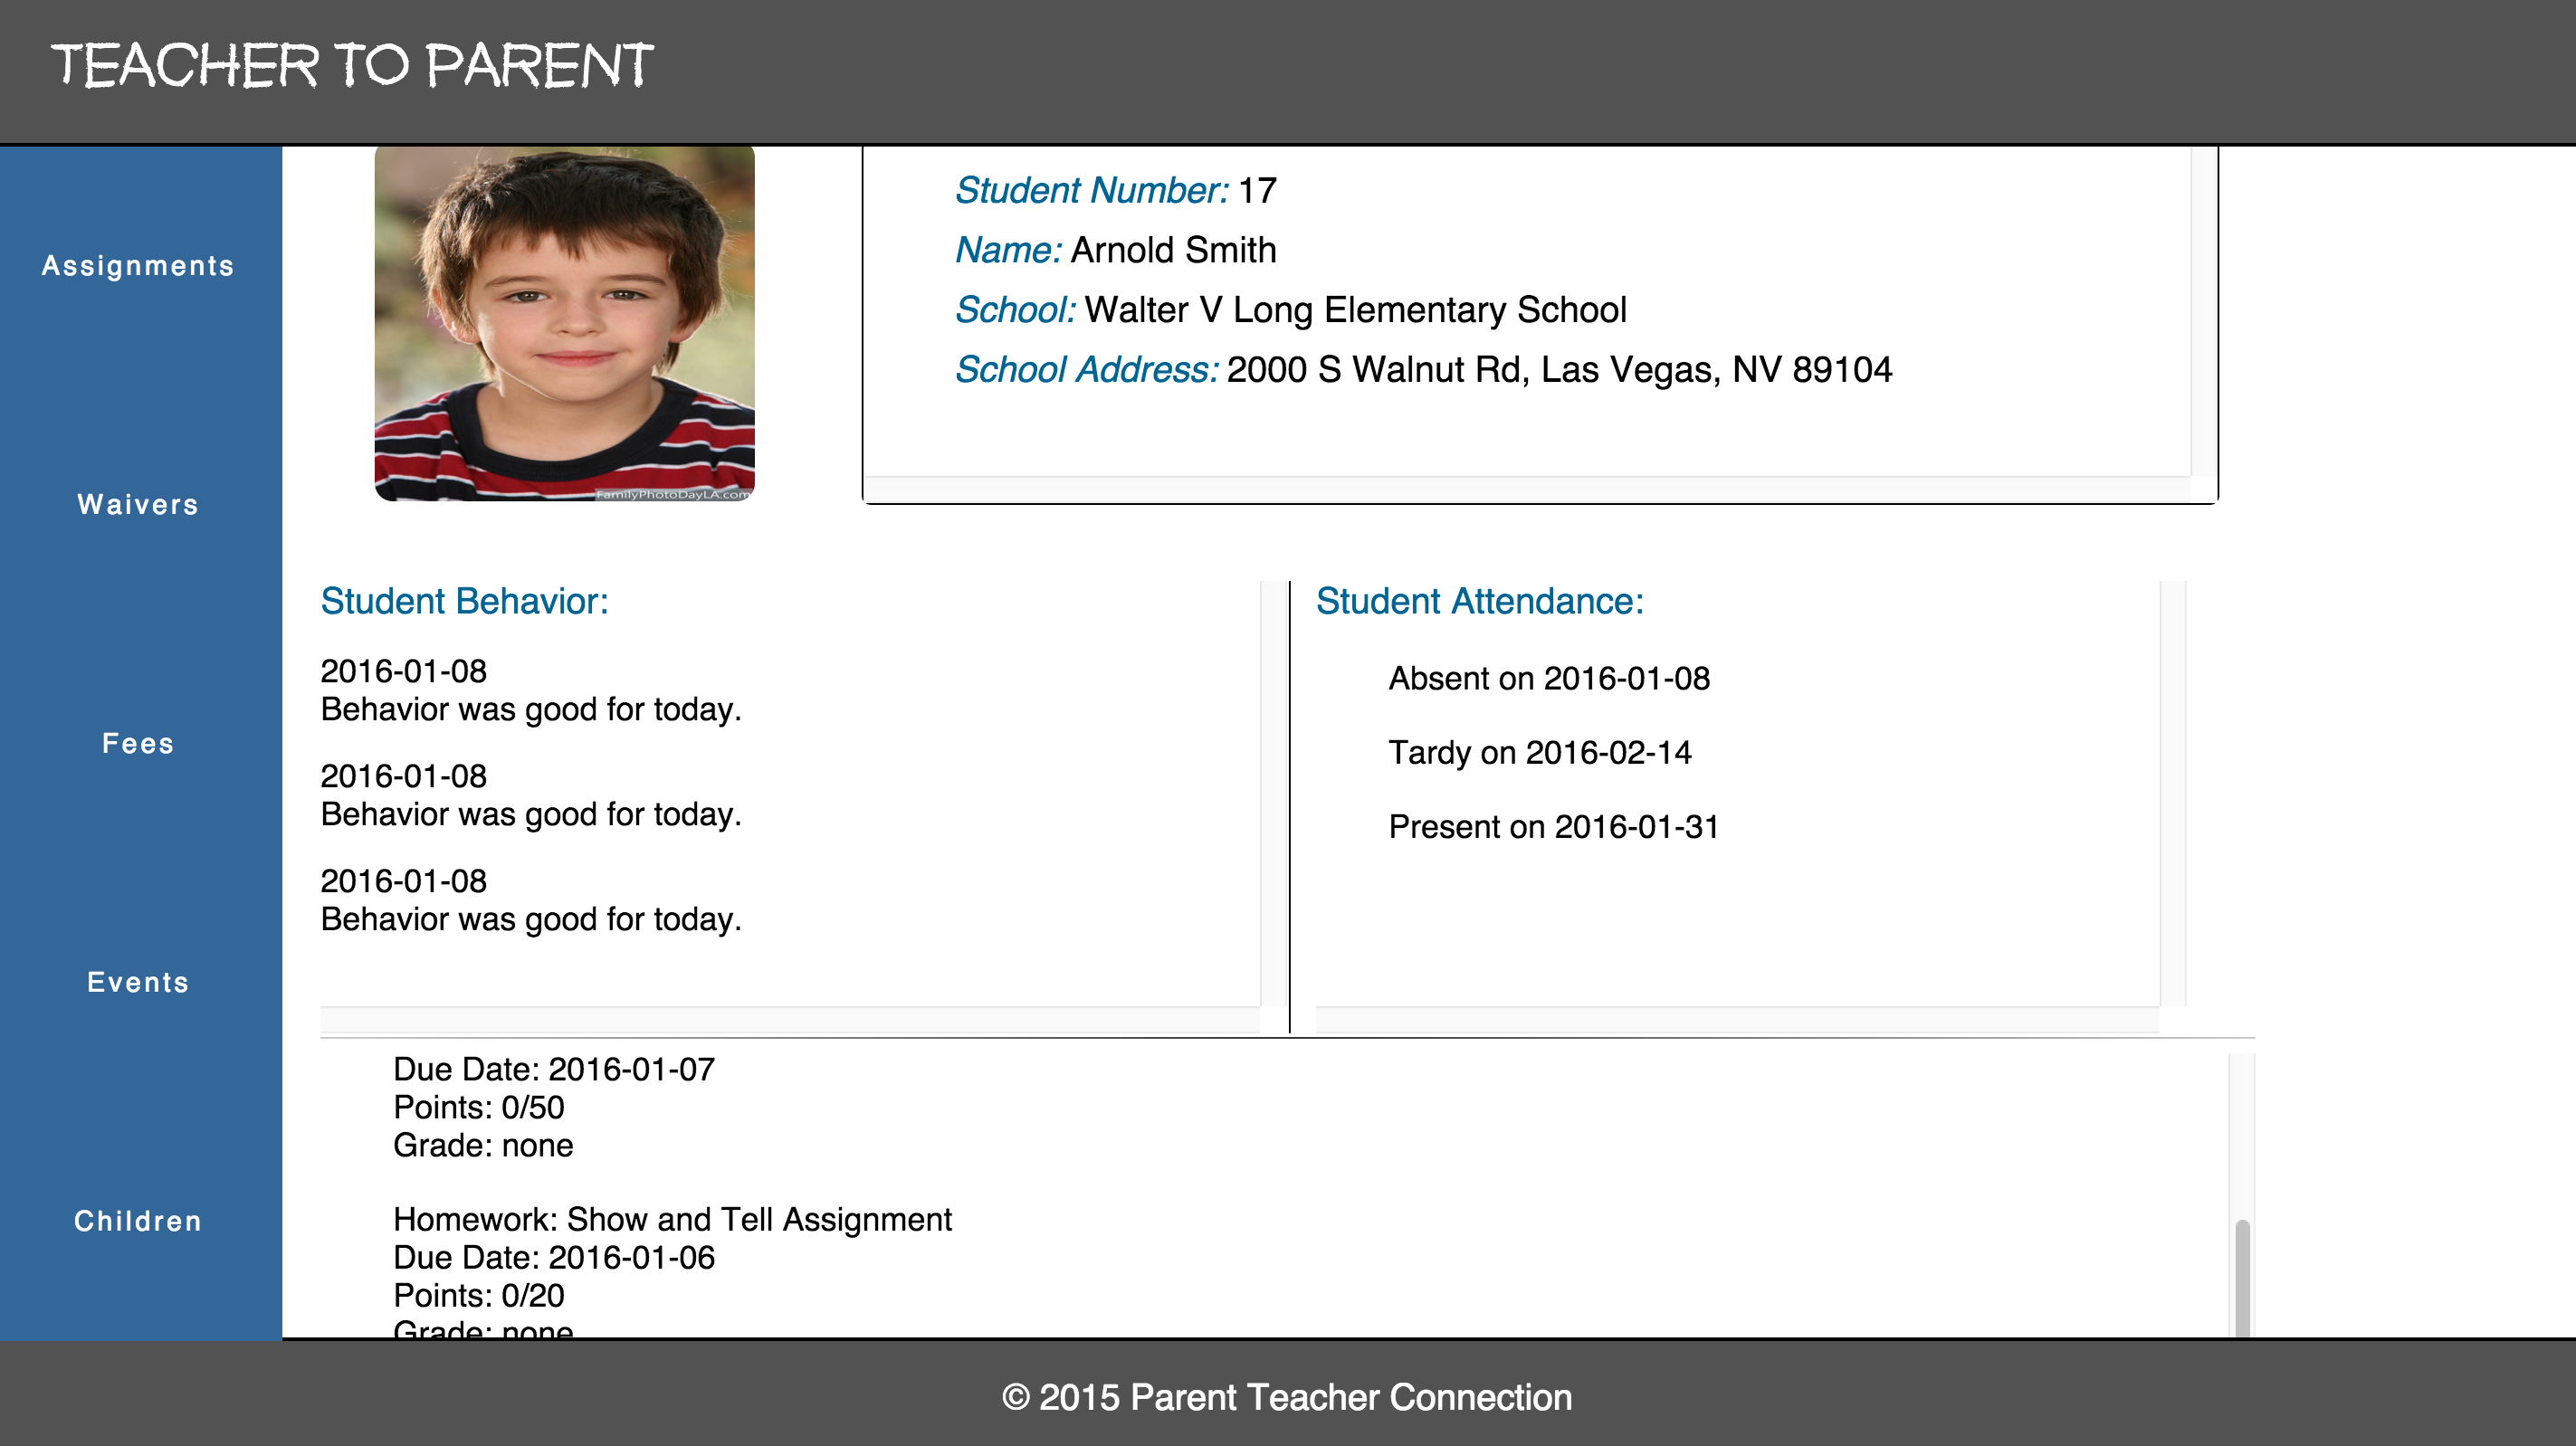 TEACHER TO PARENT
Assignments
Waivers
Fees
Events
Children
FamilyPhotoDayLA.com
Student Number: 17
Name: Arnold Smith
School: Walter V Long Elementary School
School Address: 2000 S Walnut Rd, Las Vegas, NV 89104
Student Behavior:
2016-01-08
Behavior was good for today.
2016-01-08
Behavior was good for today.
2016-01-08
Behavior was good for today.
Student Attendance:
Absent on 2016-01-08
Tardy on 2016-02-14
Present on 2016-01-31
Due Date: 2016-01-07
Points: 0/50
Grade: none
Homework: Show and Tell Assignment
Due Date: 2016-01-06
Points: 0/20
Grade: none
© 2015 Parent Teacher Connection